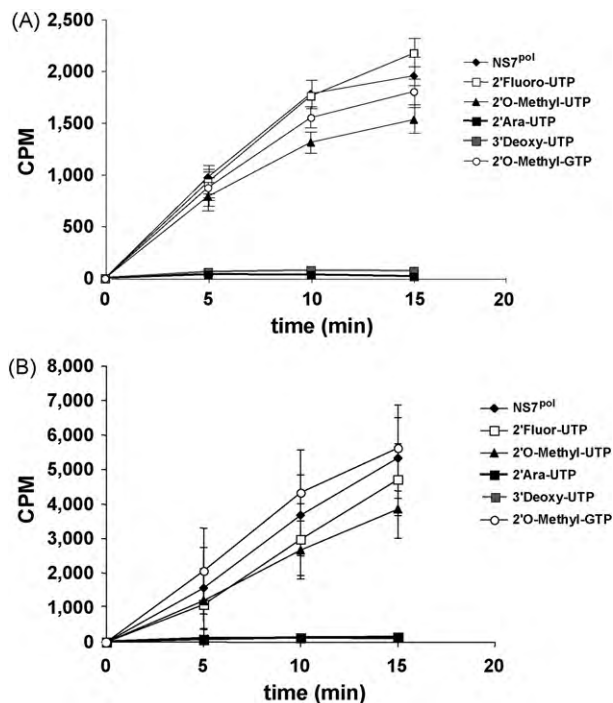 (A)
2,500
2,000
1,500
1,000
500
0
CPM
0 5 10 15 20
time (min)
NS7pol
2'Fluoro-UTP
2'O-Methyl-UTP
2'Ara-UTP
3'Deoxy-UTP
2'O-Methyl-GTP
(B)
8,000
7,000
6,000
5,000
4,000
3,000
2,000
1,000
0
CPM
0 5 10 15 20
time (min)
NS7pol
2'Fluor-UTP
2'O-Methyl-UTP
2'Ara-UTP
3'Deoxy-UTP
2'O-Methyl-GTP